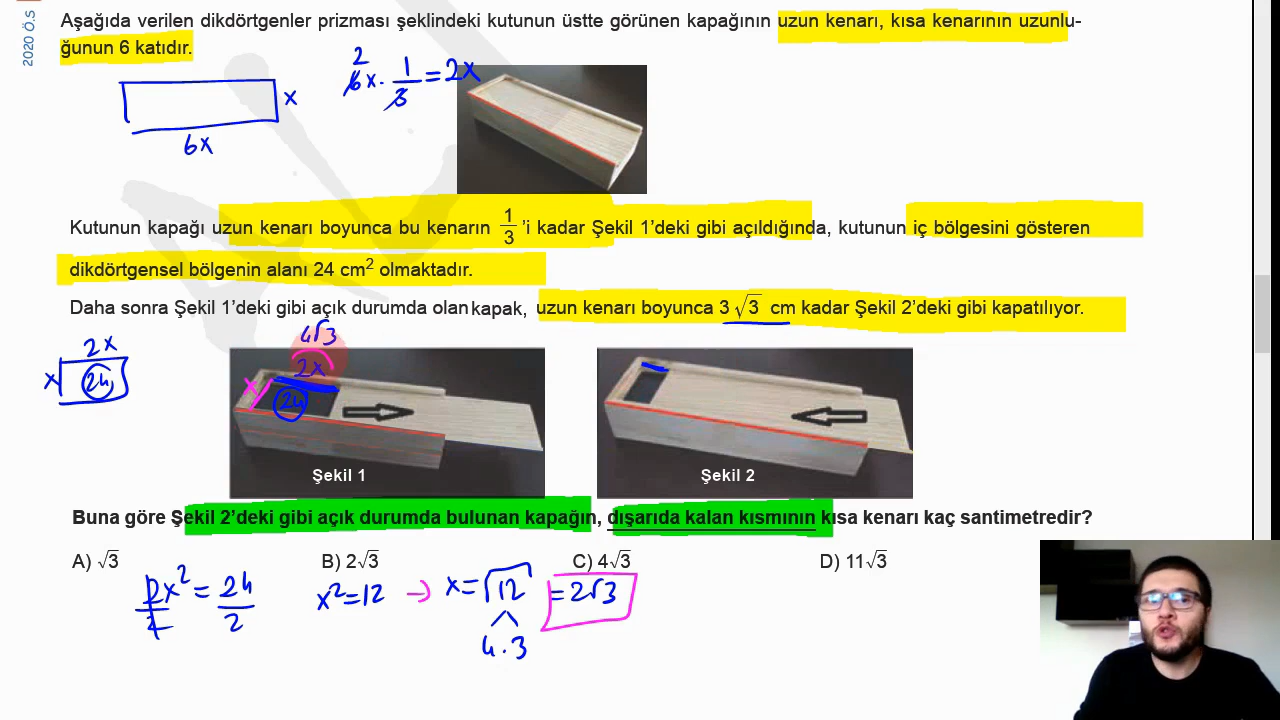 2020 Ö.S
Aşağıda verilen dikdörtgenler prizması şeklindeki kutunun üstte görünen kapağının uzun kenarı, kısa kenarının uzunlu-
ğunun 6 katıdır.
x
6x
2
6x · 1/3 = 2x
Kutunun kapağı uzun kenarı boyunca bu kenarın 1/3 'i kadar Şekil 1'deki gibi açıldığında, kutunun iç bölgesini gösteren
dikdörtgensel bölgenin alanı 24 cm² olmaktadır.
Daha sonra Şekil 1'deki gibi açık durumda olan kapak, uzun kenarı boyunca 3√3 cm kadar Şekil 2'deki gibi kapatılıyor.
2x
x 24
4√3
2x
x
24
Şekil 1
Şekil 2
Buna göre Şekil 2'deki gibi açık durumda bulunan kapağın, dışarıda kalan kısmının kısa kenarı kaç santimetredir?
A) √3 B) 2√3 C) 4√3 D) 11√3
2x²/2 = 24/2 x²=12 → x=√12 =2√3
4.3